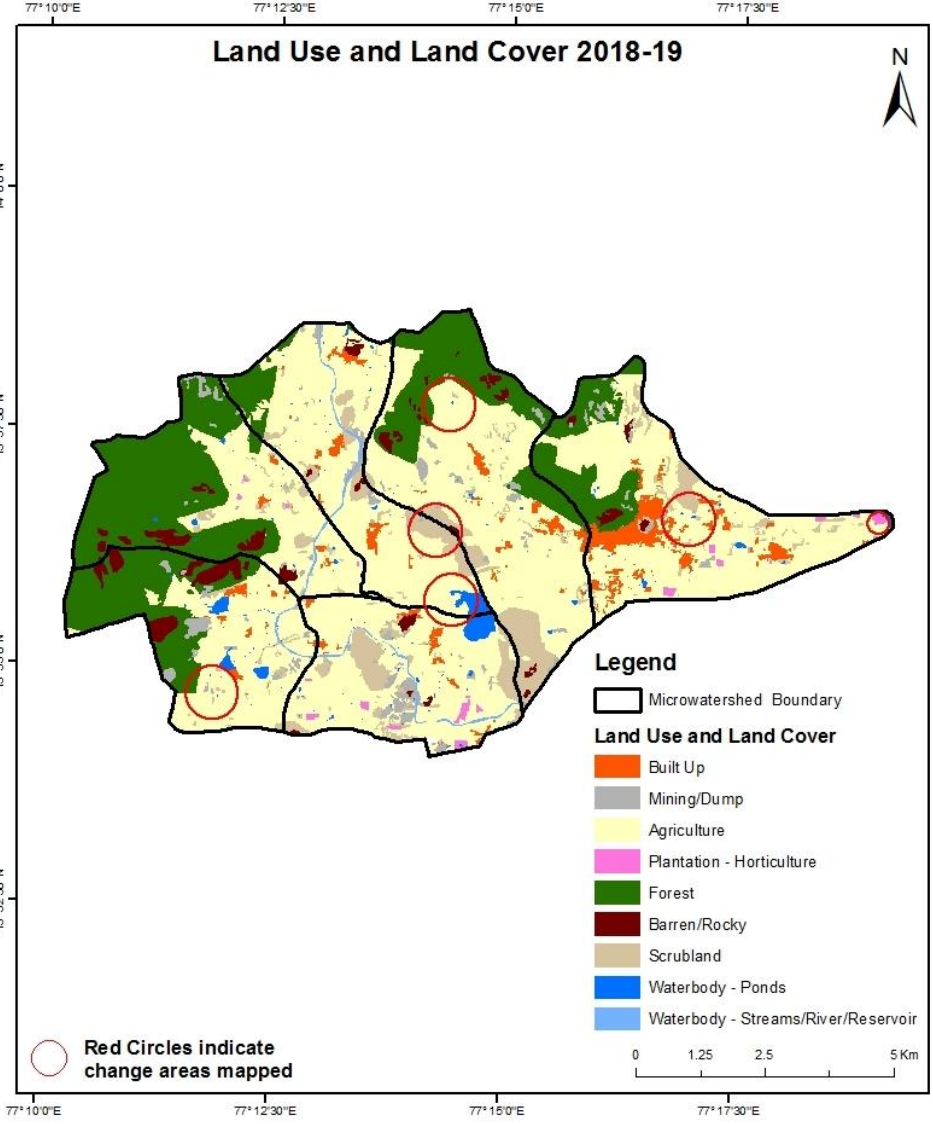 77° 10'0"E 77° 12'30"E 77° 15'0"E 77° 17'30"E
Land Use and Land Cover 2018-19
N
Legend
Microwatershed Boundary
Land Use and Land Cover
Built Up
Mining/Dump
Agriculture
Plantation - Horticulture
Forest
Barren/Rocky
Scrubland
Waterbody - Ponds
Waterbody - Streams/River/Reservoir
Red Circles indicate
change areas mapped
0 1.25 2.5 5 Km
77° 10'0"E 77° 12'30"E 77° 15'0"E 77° 17'30"E